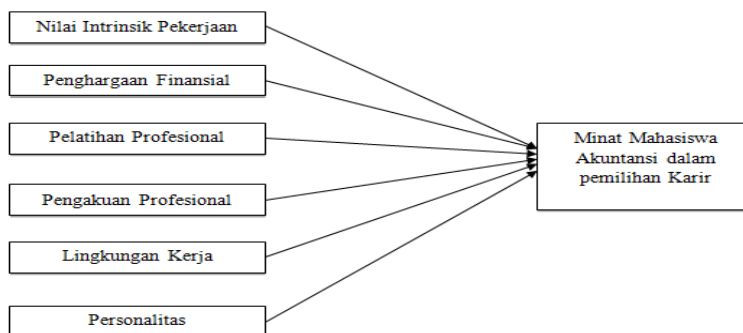 Nilai Intrinsik Pekerjaan
Penghargaan Finansial
Pelatihan Profesional
Pengakuan Profesional
Lingkungan Kerja
Personalitas
Minat Mahasiswa
Akuntansi dalam
pemilihan Karir